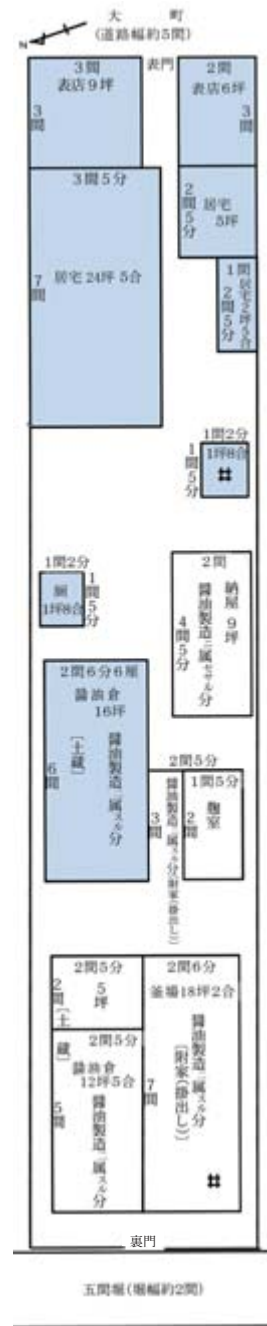 大町
(道路幅約5間)
N
表門
3間
表店9坪
3間
2間
表店6坪
3間
3間5分
7間
居宅24坪5合
2間5分
居宅
5坪
1間
居宅2坪5合
2間5分
1間2分
1間5分
1坪8合
井
1間2分
1間5分
厠
1坪8合
2間
納屋9坪
醤油製造ニ属セザル分
4間5分
2間6分6厘
醤油倉
16坪
醤油製造ニ属スル分
[土蔵]
6間
2間5分
1間5分
麹室
2間
3間
醤油製造ニ属スル分[附家(掛出し)]
2間5分
5坪
2間[土蔵]
2間5分
醤油倉
12坪5合
醤油製造ニ属スル分
5間
2間6分
釜場18坪2合
醤油製造ニ属スル分
[附家(掛出し)]
7間
井
裏門
五間堀(堀幅約2間)